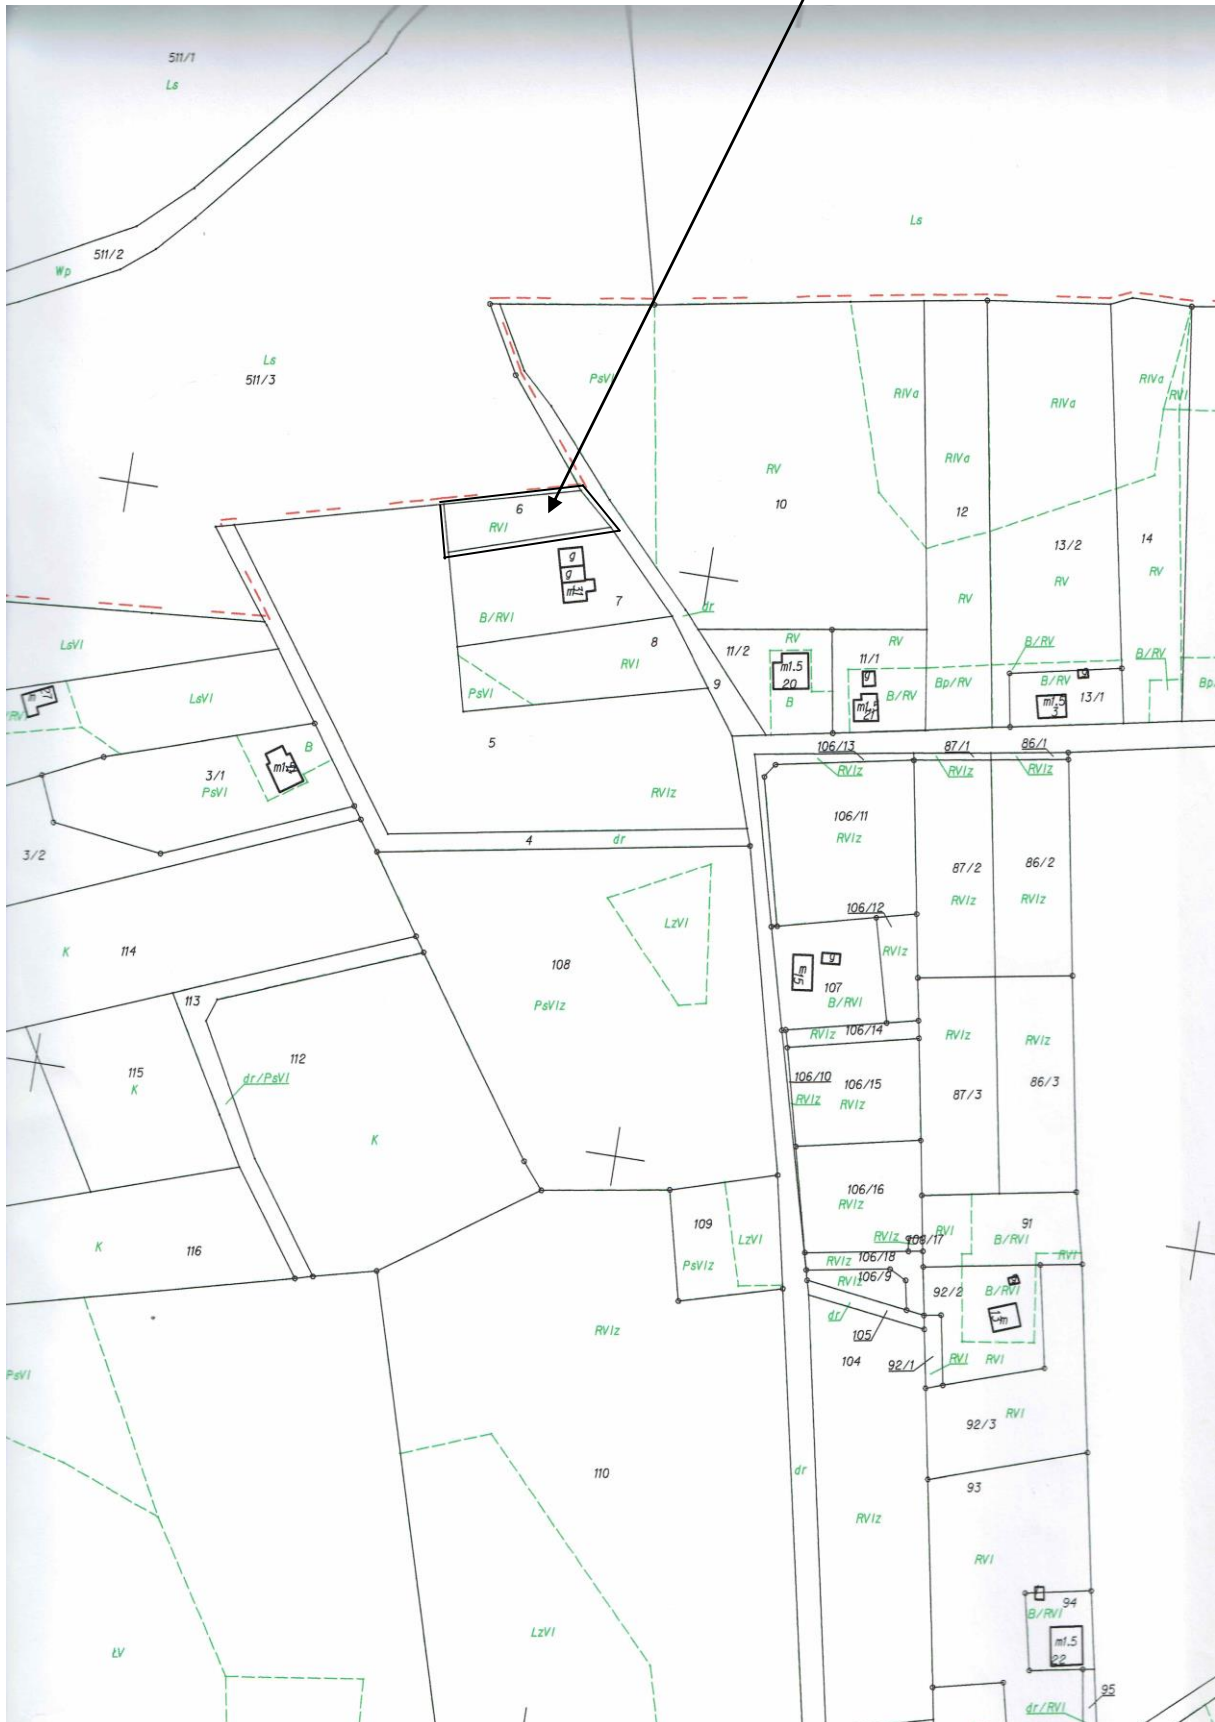 511/1
Ls
Ls
511/2
Wp
Ls
511/3
PsVI
RIVa
RIVa
RIVa
RVI
RIVa
RV
10
12
6
RVI
13/2
14
g
g
RV
RV
7
RV
dr
B/RVI
8
RV
RV
B/RV
B/RV
LsVI
11/2
11/1
RVI
m1.5
20
g
Bp/RV
B/RV
g
PsVI
9
B/RV
13/1
LsVI
B
21
3
5
106/13
87/1
86/1
B
3/1
RVIz
RVIz
RVIz
PsVI
RVIz
106/11
4
dr
RVIz
3/2
87/2
86/2
RVIz
RVIz
106/12
LzVI
K
114
RVIz
108
g
107
113
PsVIz
B/RVI
RVIz
106/14
RVIz
RVIz
112
115
106/10
106/15
86/3
dr/PsVI
K
RVIz
RVIz
87/3
K
106/16
RVIz
109
91
RVIz
RVI
B/RVI
LzVI
K
116
106/17
RVI
PsVIz
RVIz
106/18
106/9
RVIz
92/2
B/RVI
dr
RVIz
105
104
92/1
RVI
RVI
PsVI
92/3
RVI
110
dr
93
RVIz
RVI
94
B/RVI
LzVI
m1.5
22
ŁV
95
dr/RVI